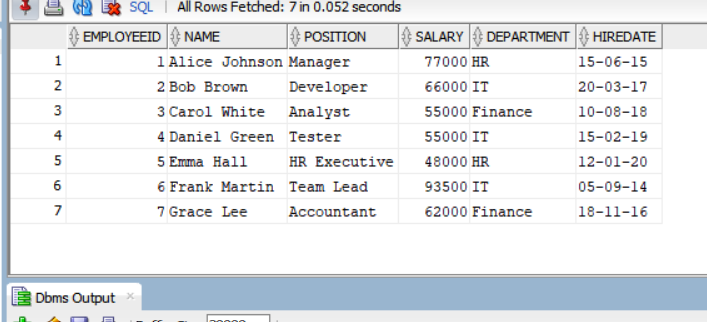 SQL | All Rows Fetched: 7 in 0.052 seconds
EMPLOYEEID NAME POSITION SALARY DEPARTMENT HIREDATE
1 1 Alice Johnson Manager 77000 HR 15-06-15
2 2 Bob Brown Developer 66000 IT 20-03-17
3 3 Carol White Analyst 55000 Finance 10-08-18
4 4 Daniel Green Tester 55000 IT 15-02-19
5 5 Emma Hall HR Executive 48000 HR 12-01-20
6 6 Frank Martin Team Lead 93500 IT 05-09-14
7 7 Grace Lee Accountant 62000 Finance 18-11-16
Dbms Output